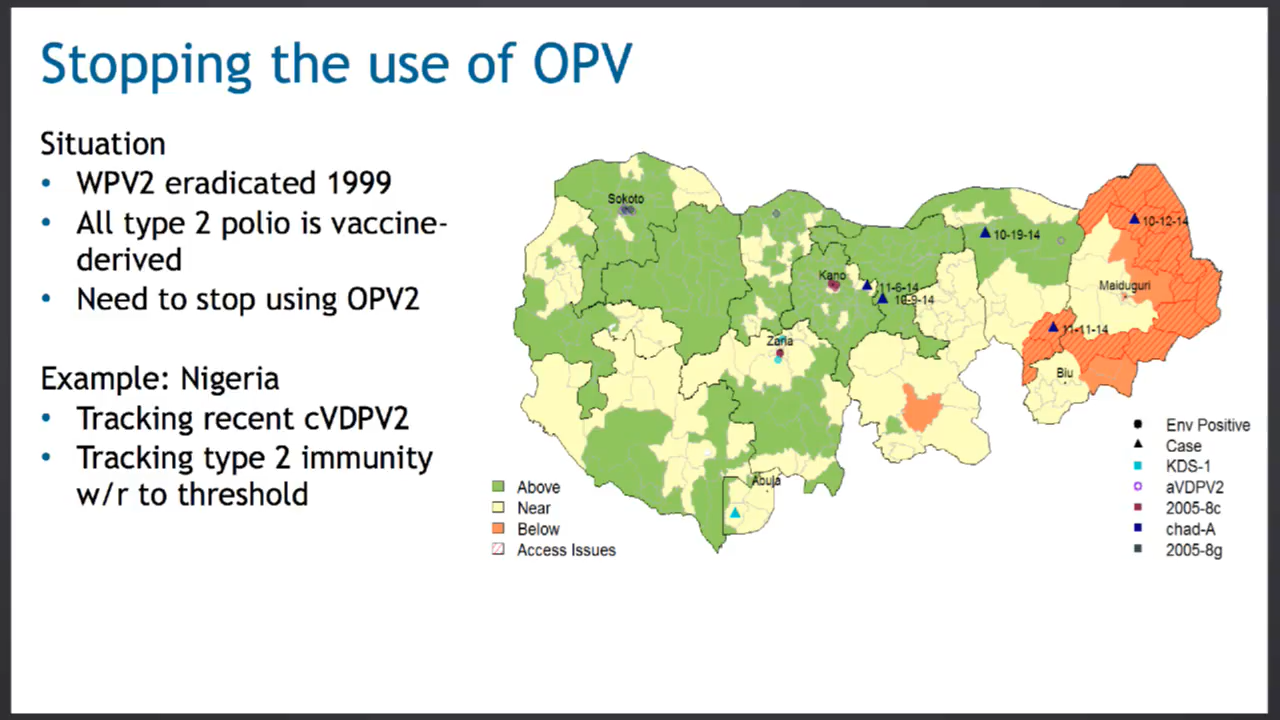 Stopping the use of OPV
Situation
• WPV2 eradicated 1999
• All type 2 polio is vaccine-
derived
• Need to stop using OPV2
Example: Nigeria
• Tracking recent cVDPV2
• Tracking type 2 immunity
w/r to threshold
Sokoto
10-12-14
10-19-14
Kano
11-6-14
10-9-14
Maiduguri
11-11-14
Zaria
Biu
Abuja
Above
Near
Below
Access Issues
Env Positive
Case
KDS-1
aVDPV2
2005-8c
chad-A
2005-8g